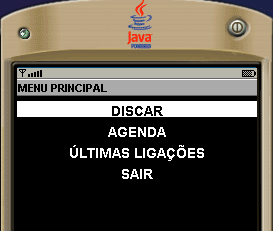 Java
POWERED
MENU PRINCIPAL
DISCAR
AGENDA
ÚLTIMAS LIGAÇÕES
SAIR